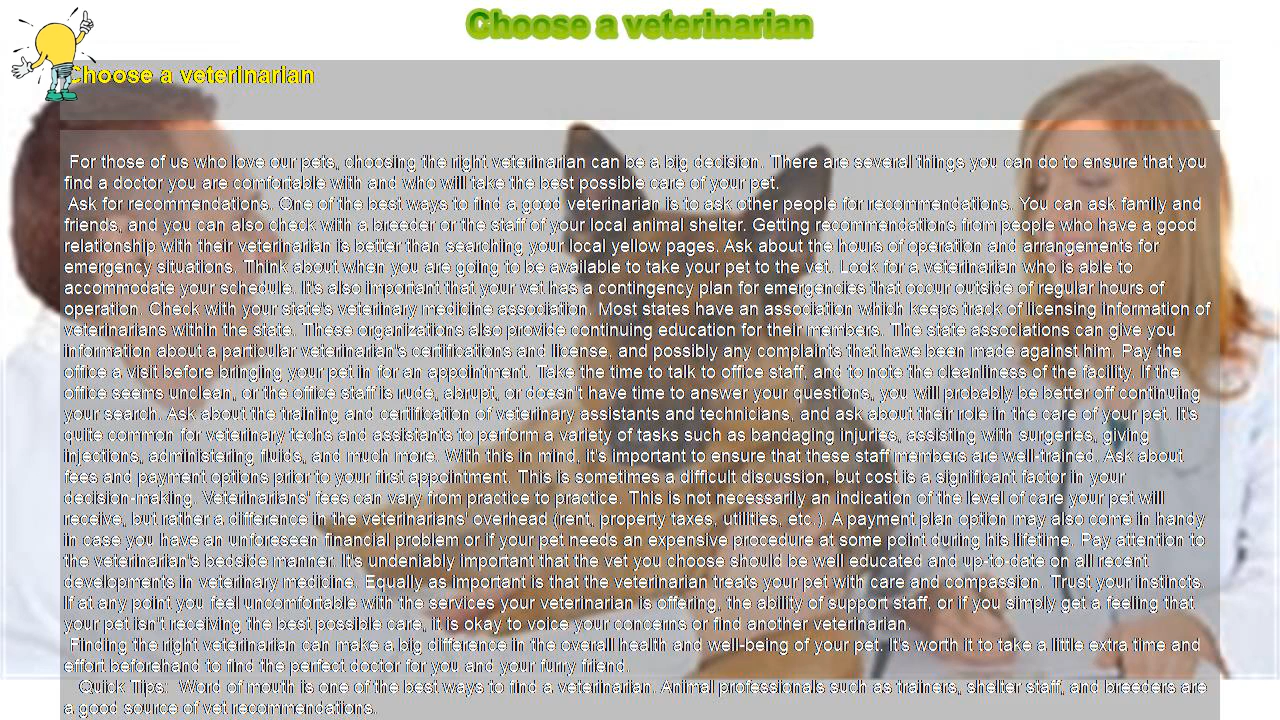 Choose a veterinarian
Choose a veterinarian
For those of us who love our pets, choosing the right veterinarian can be a big decision. There are several things you can do to ensure that you
find a doctor you are comfortable with and who will take the best possible care of your pet.
Ask for recommendations. One of the best ways to find a good veterinarian is to ask other people for recommendations. You can ask family and
friends, and you can also check with a breeder or the staff of your local animal shelter. Getting recommendations from people who have a good
relationship with their veterinarian is better than searching your local yellow pages. Ask about the hours of operation and arrangements for
emergency situations. Think about when you are going to be available to take your pet to the vet. Look for a veterinarian who is able to
accommodate your schedule. It's also important that your vet has a contingency plan for emergencies that occur outside of regular hours of
operation. Check with your state's veterinary medicine association. Most states have an association which keeps track of licensing information of
veterinarians within the state. These organizations also provide continuing education for their members. The state associations can give you
information about a particular veterinarian's certifications and license, and possibly any complaints that have been made against him. Pay the
office a visit before bringing your pet in for an appointment. Take the time to talk to office staff, and to note the cleanliness of the facility. If the
office seems unclean, or the office staff is rude, abrupt, or doesn't have time to answer your questions, you will probably be better off continuing
your search. Ask about the training and certification of veterinary assistants and technicians, and ask about their role in the care of your pet. It's
quite common for veterinary techs and assistants to perform a variety of tasks such as bandaging injuries, assisting with surgeries, giving
injections, administering fluids, and much more. With this in mind, it's important to ensure that these staff members are well-trained. Ask about
fees and payment options prior to your first appointment. This is sometimes a difficult discussion, but cost is a significant factor in your
decision-making. Veterinarians' fees can vary from practice to practice. This is not necessarily an indication of the level of care your pet will
receive, but rather a difference in the veterinarians' overhead (rent, property taxes, utilities, etc.). A payment plan option may also come in handy
in case you have an unforeseen financial problem or if your pet needs an expensive procedure at some point during his lifetime. Pay attention to
the veterinarian's bedside manner. It's undeniably important that the vet you choose should be well educated and up-to-date on all recent
developments in veterinary medicine. Equally as important is that the veterinarian treats your pet with care and compassion. Trust your instincts.
If at any point you feel uncomfortable with the services your veterinarian is offering, the ability of support staff, or if you simply get a feeling that
your pet isn't receiving the best possible care, it is okay to voice your concerns or find another veterinarian.
Finding the right veterinarian can make a big difference in the overall health and well-being of your pet. It's worth it to take a little extra time and
effort beforehand to find the perfect doctor for you and your furry friend.
Quick Tips: Word of mouth is one of the best ways to find a veterinarian. Animal professionals such as trainers, shelter staff, and breeders are
a good source of vet recommendations.